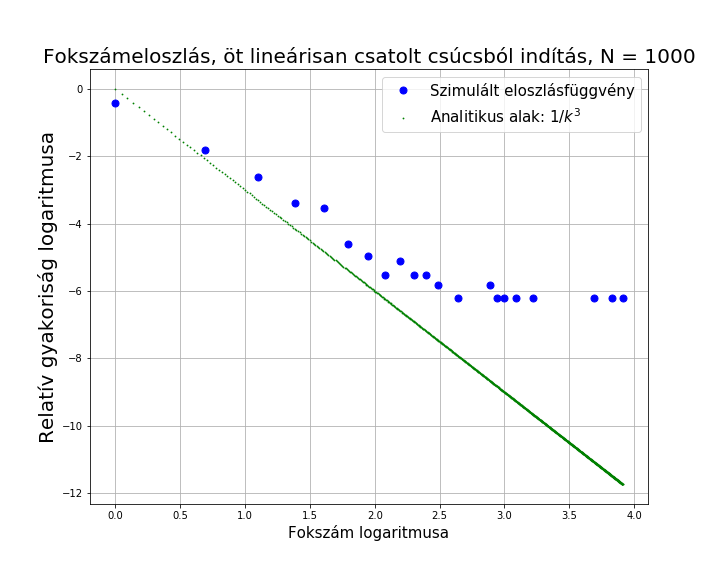 Fokszámeloszlás, öt lineárisan csatolt csúcsból indítás, N = 1000
Szimulált eloszlásfüggvény
Analitikus alak: 1/k³
Relatív gyakoriság logaritmusa
0
−2
−4
−6
−8
−10
−12
0.0 0.5 1.0 1.5 2.0 2.5 3.0 3.5 4.0
Fokszám logaritmusa